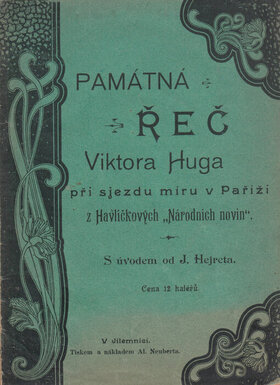 PAMÁTNÁ
ŘEČ
Viktora Huga
při sjezdu míru v Paříži
z Havlíčkových „Národních novin“.
S úvodem od J. Hejreta.
Cena 12 haléřů.
V Jilemnici.
Tiskem a nákladem Al. Neuberta.